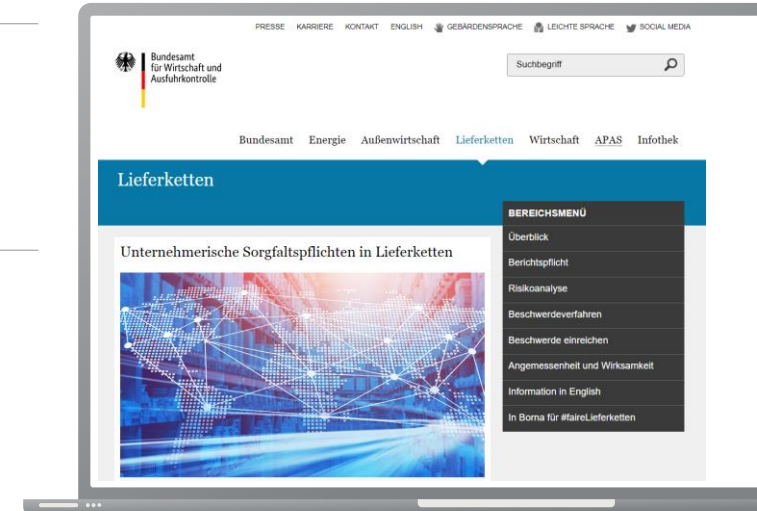 PRESSE KARRIERE KONTAKT ENGLISH GEBÄRDENSPRACHE LEICHTE SPRACHE SOCIAL MEDIA
Bundesamt
für Wirtschaft und
Ausfuhrkontrolle
Suchbegriff
Bundesamt Energie Außenwirtschaft Lieferketten Wirtschaft APAS Infothek
Lieferketten
BEREICHSMENÜ
Überblick
Unternehmerische Sorgfaltspflichten in Lieferketten
Berichtspflicht
Risikoanalyse
Beschwerdeverfahren
Beschwerde einreichen
Angemessenheit und Wirksamkeit
Information in English
In Borna für #faireLieferketten